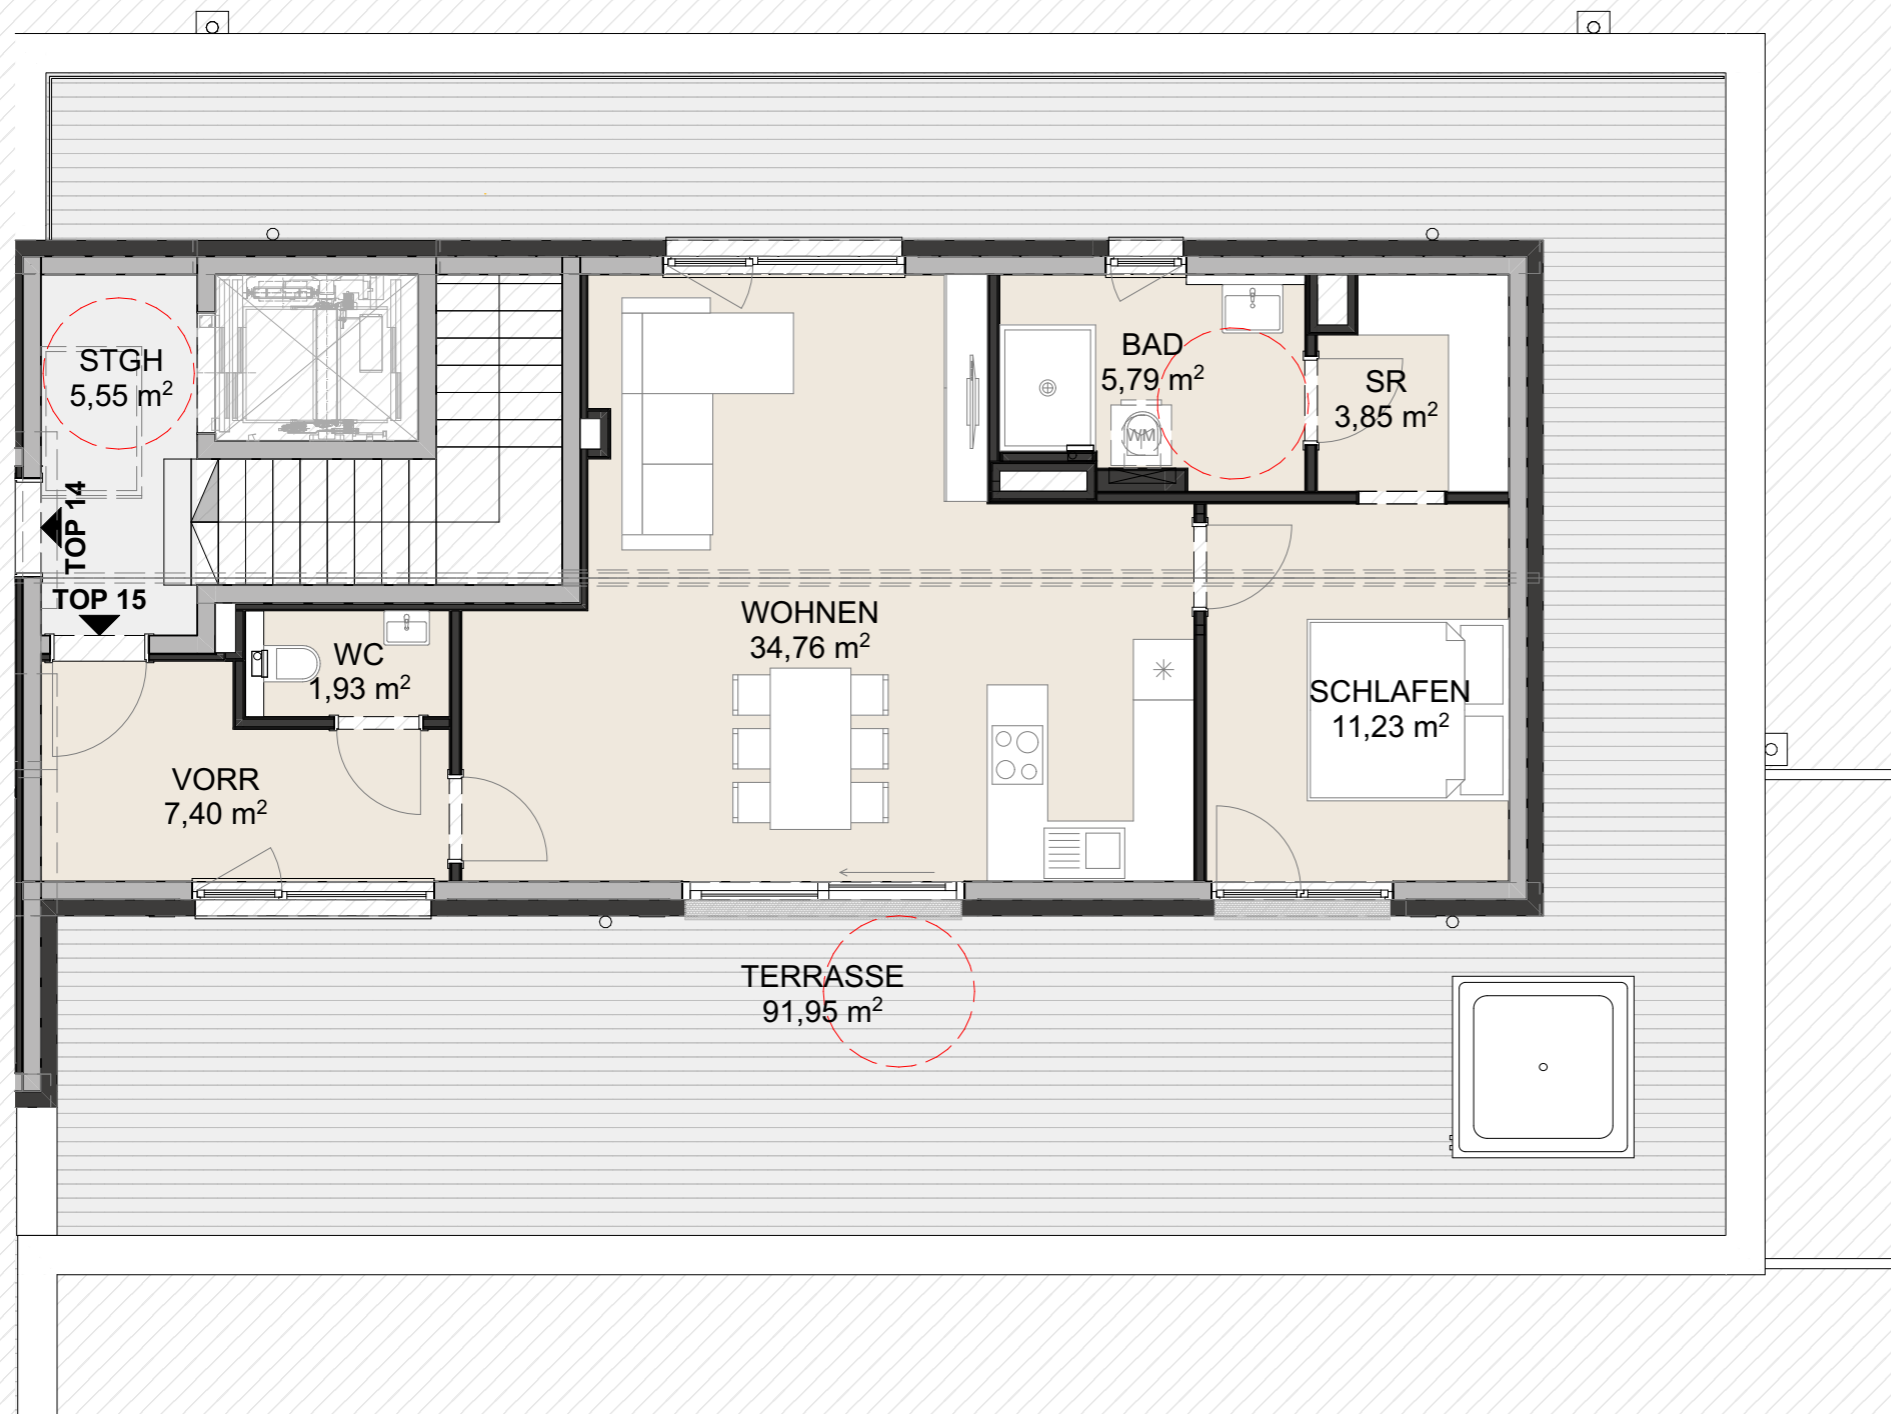 STGH
5,55 m²
BAD
5,79 m²
WM
SR
3,85 m²
TOP 14
TOP 15
WOHNEN
34,76 m²
WC
1,93 m²
SCHLAFEN
11,23 m²
VORR
7,40 m²
TERRASSE
91,95 m²